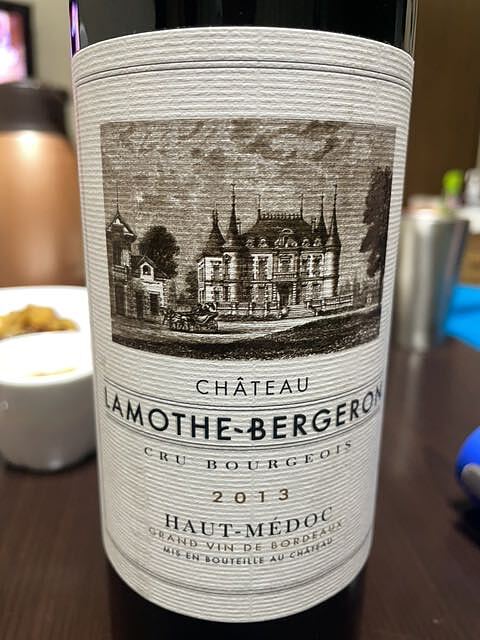 CHÂTEAU
LAMOTHE-BERGERON
CRU BOURGEOIS
2013
HAUT-MÉDOC
GRAND VIN DE BORDEAUX
MIS EN BOUTEILLE AU CHÂTEAU